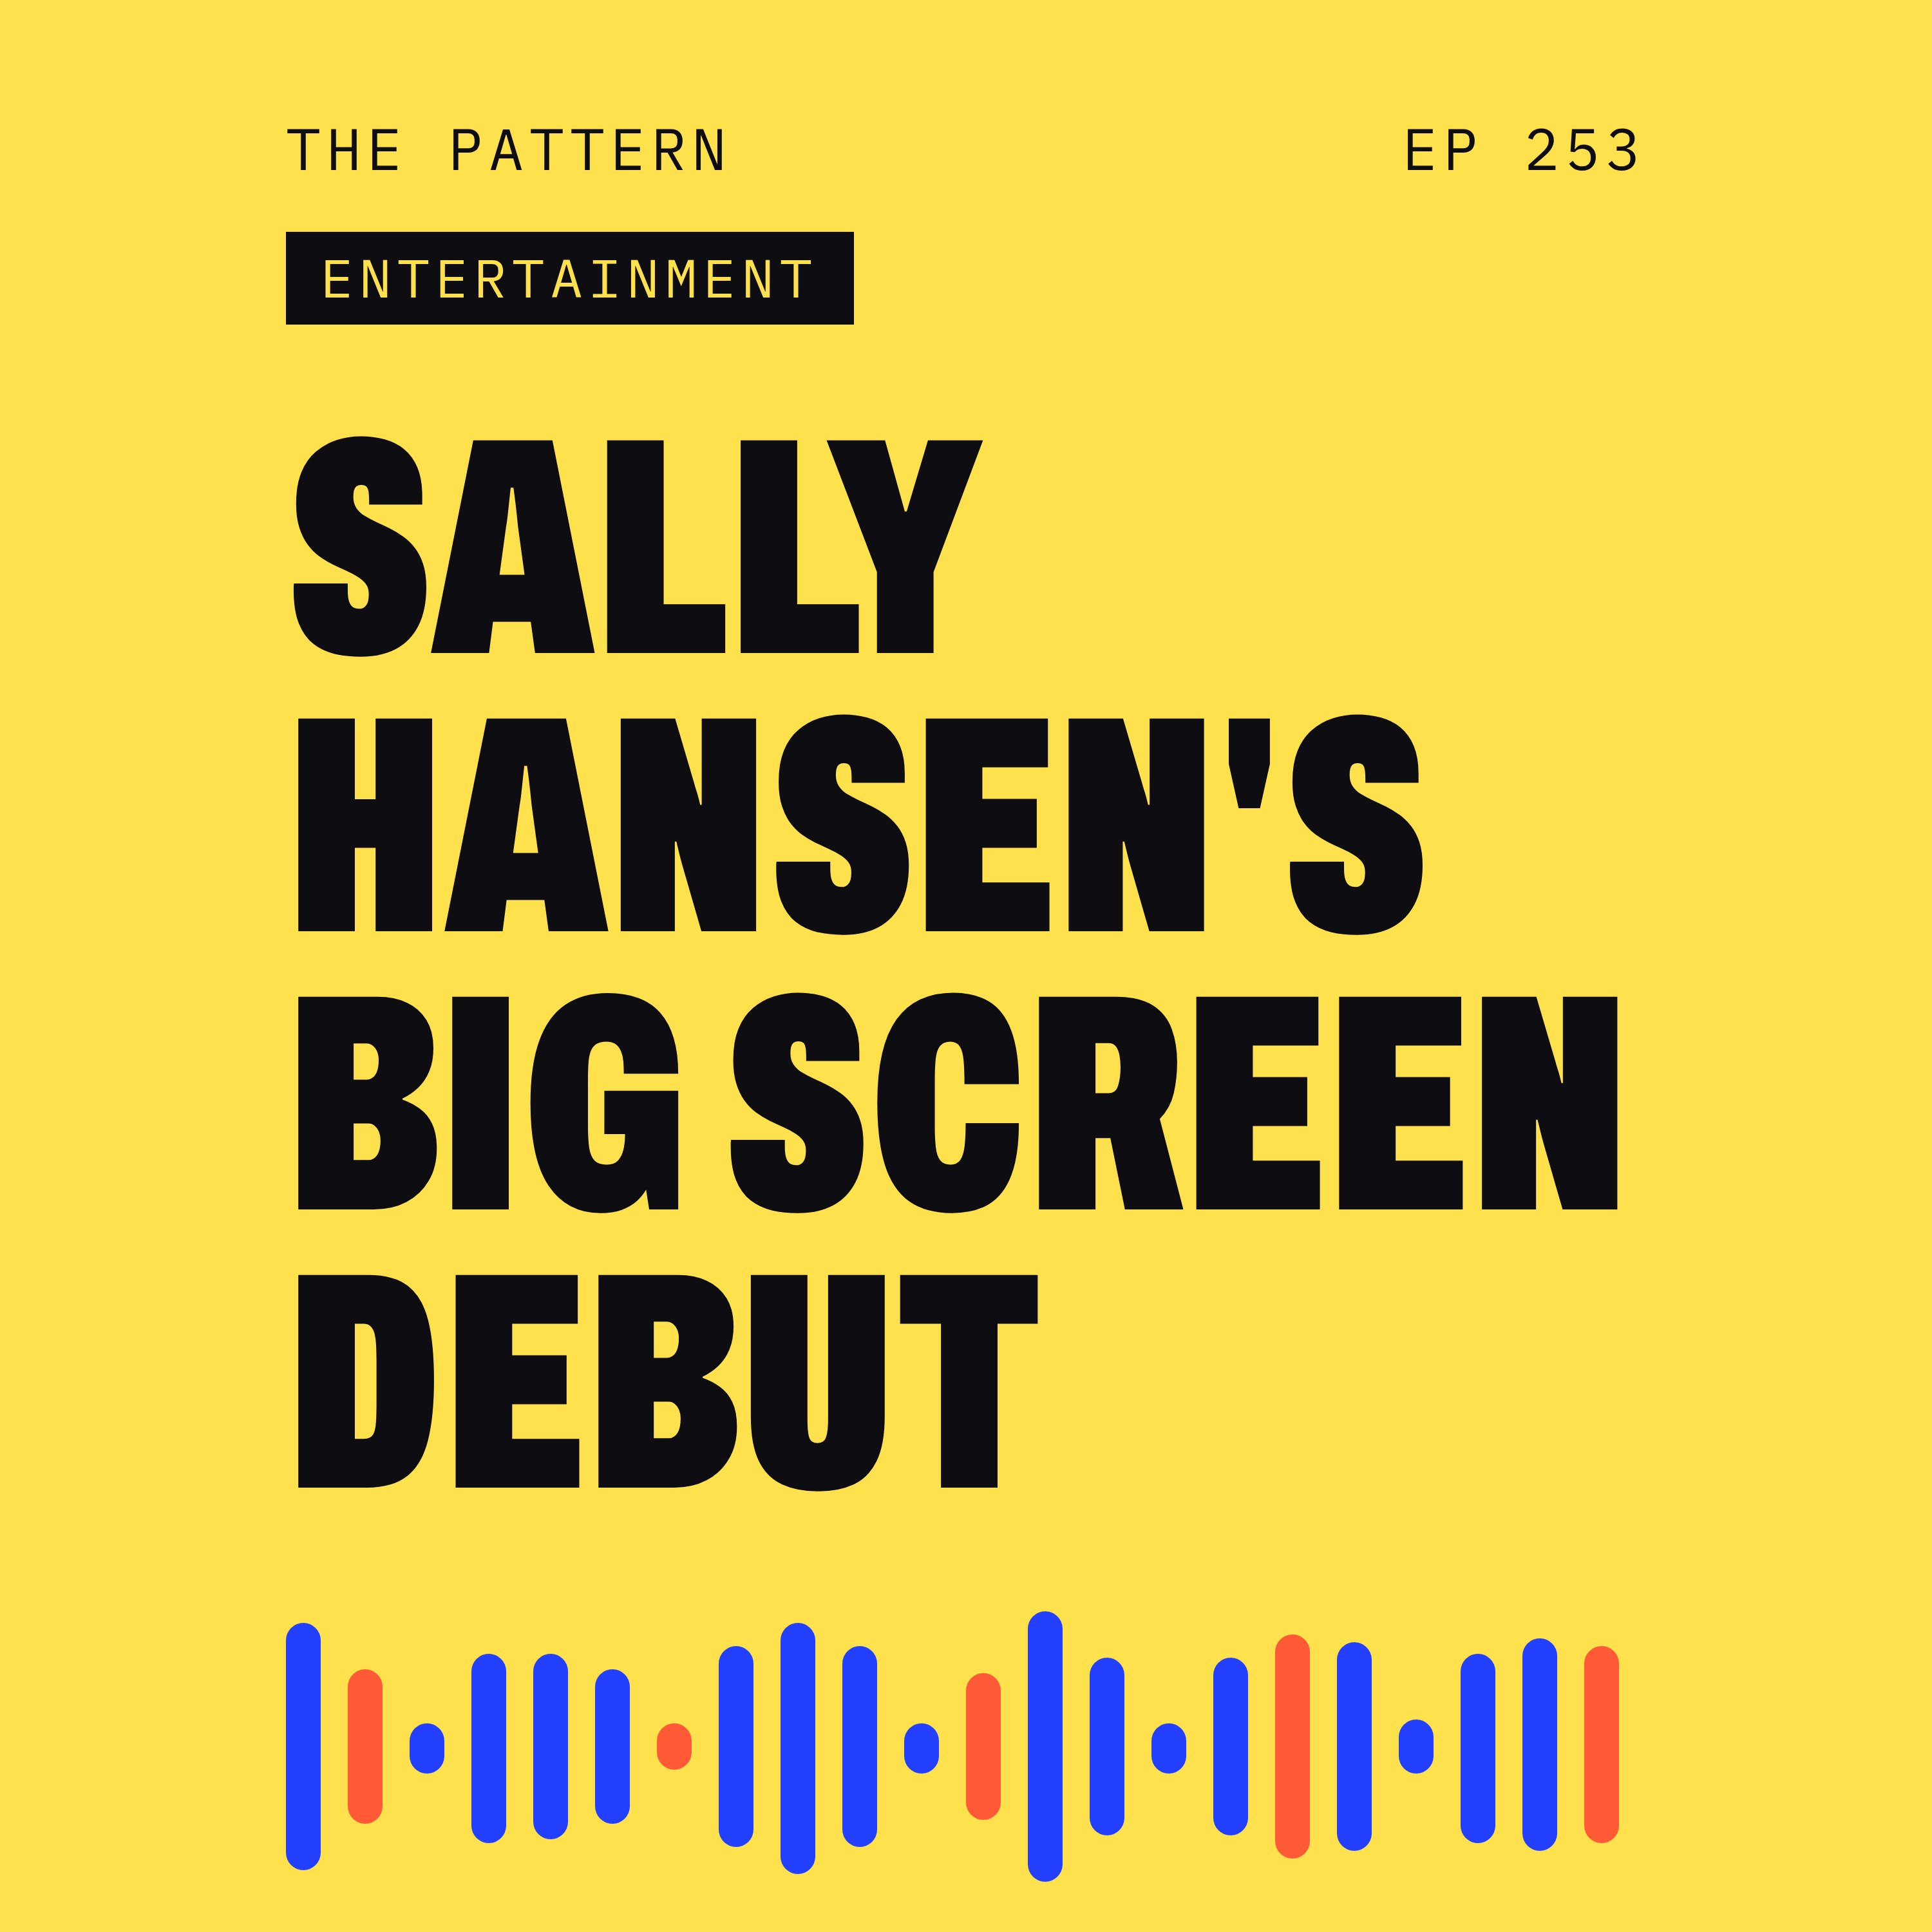 THE PATTERN
EP 253
ENTERTAINMENT
SALLY
HANSEN'S
BIG SCREEN
DEBUT